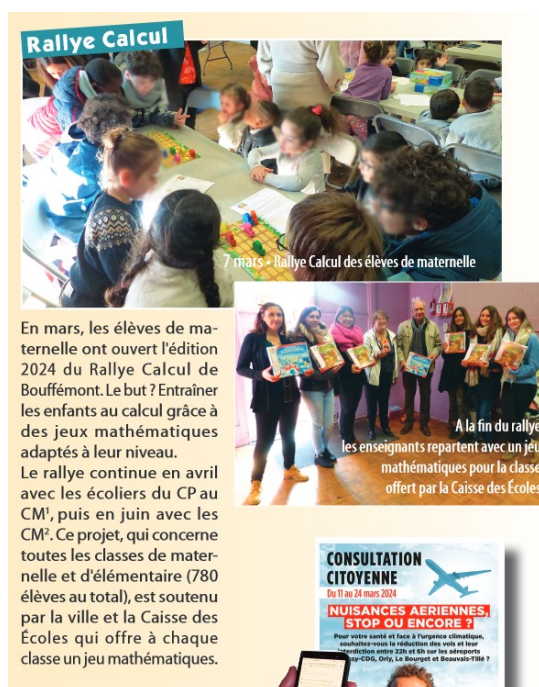 Rallye Calcul
7 mars • Rallye Calcul des élèves de maternelle
En mars, les élèves de ma-
ternelle ont ouvert l'édition
2024 du Rallye Calcul de
Bouffémont. Le but ? Entraîner
les enfants au calcul grâce à
des jeux mathématiques
adaptés à leur niveau.
Le rallye continue en avril
avec les écoliers du CP au
CM¹, puis en juin avec les
CM². Ce projet, qui concerne
toutes les classes de mater-
nelle et d'élémentaire (780
élèves au total), est soutenu
par la ville et la Caisse des
Écoles qui offre à chaque
classe un jeu mathématiques.
A la fin du rallye
les enseignants repartent avec un jeu
mathématiques pour la classe
offert par la Caisse des Écoles
CONSULTATION
CITOYENNE
Du 11 au 24 mars 2024
NUISANCES AERIENNES,
STOP OU ENCORE ?
Pour votre santé et face à l'urgence climatique,
souhaitez-vous la réduction des vols et leur
interdiction entre 22h et 6h sur les aéroports
sy-CDG, Orly, Le Bourget et Beauvais-Tillé ?